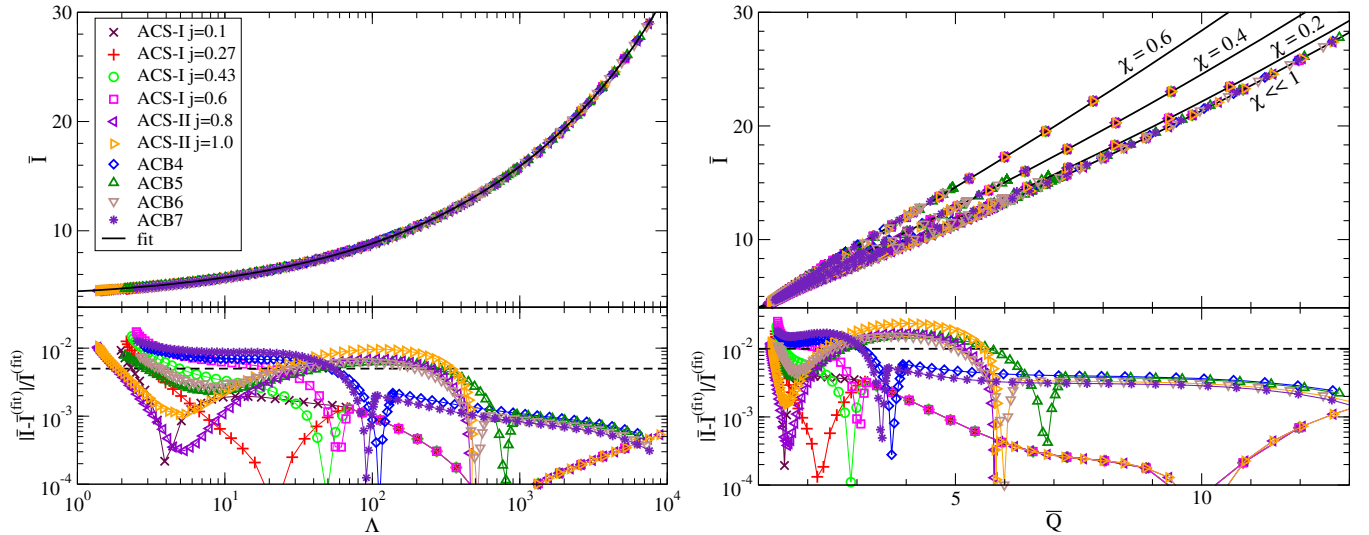 30
20
10
Ī
ACS-I j=0.1
ACS-I j=0.27
ACS-I j=0.43
ACS-I j=0.6
ACS-II j=0.8
ACS-II j=1.0
ACB4
ACB5
ACB6
ACB7
fit
10⁻²
10⁻³
10⁻⁴
|Ī-Ī^(fit)|/Ī^(fit)
10⁰ 10¹ 10² 10³ 10⁴
Λ
30
20
10
Ī
χ = 0.6
χ = 0.4
χ = 0.2
χ << 1
10⁻²
10⁻³
10⁻⁴
|Ī-Ī^(fit)|/Ī^(fit)
5 10
Q̅